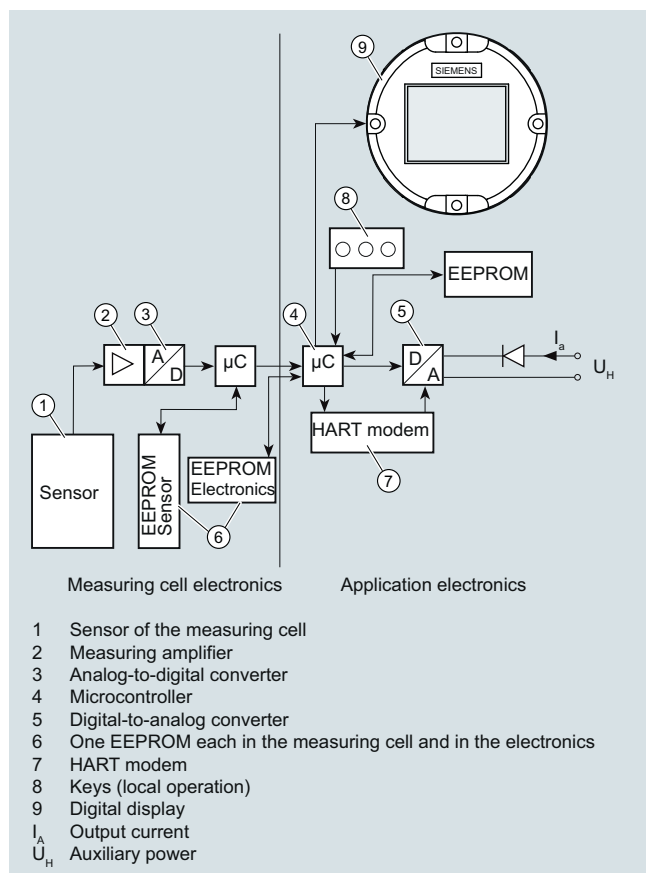 9
SIEMENS
8
EEPROM
2
3
4
5
A
D
µC
µC
D
A
Iₐ
U_H
1
HART modem
Sensor
EEPROM
Sensor
EEPROM
Electronics
6
7
Measuring cell electronics
Application electronics
1 Sensor of the measuring cell
2 Measuring amplifier
3 Analog-to-digital converter
4 Microcontroller
5 Digital-to-analog converter
6 One EEPROM each in the measuring cell and in the electronics
7 HART modem
8 Keys (local operation)
9 Digital display
I_A Output current
U_H Auxiliary power